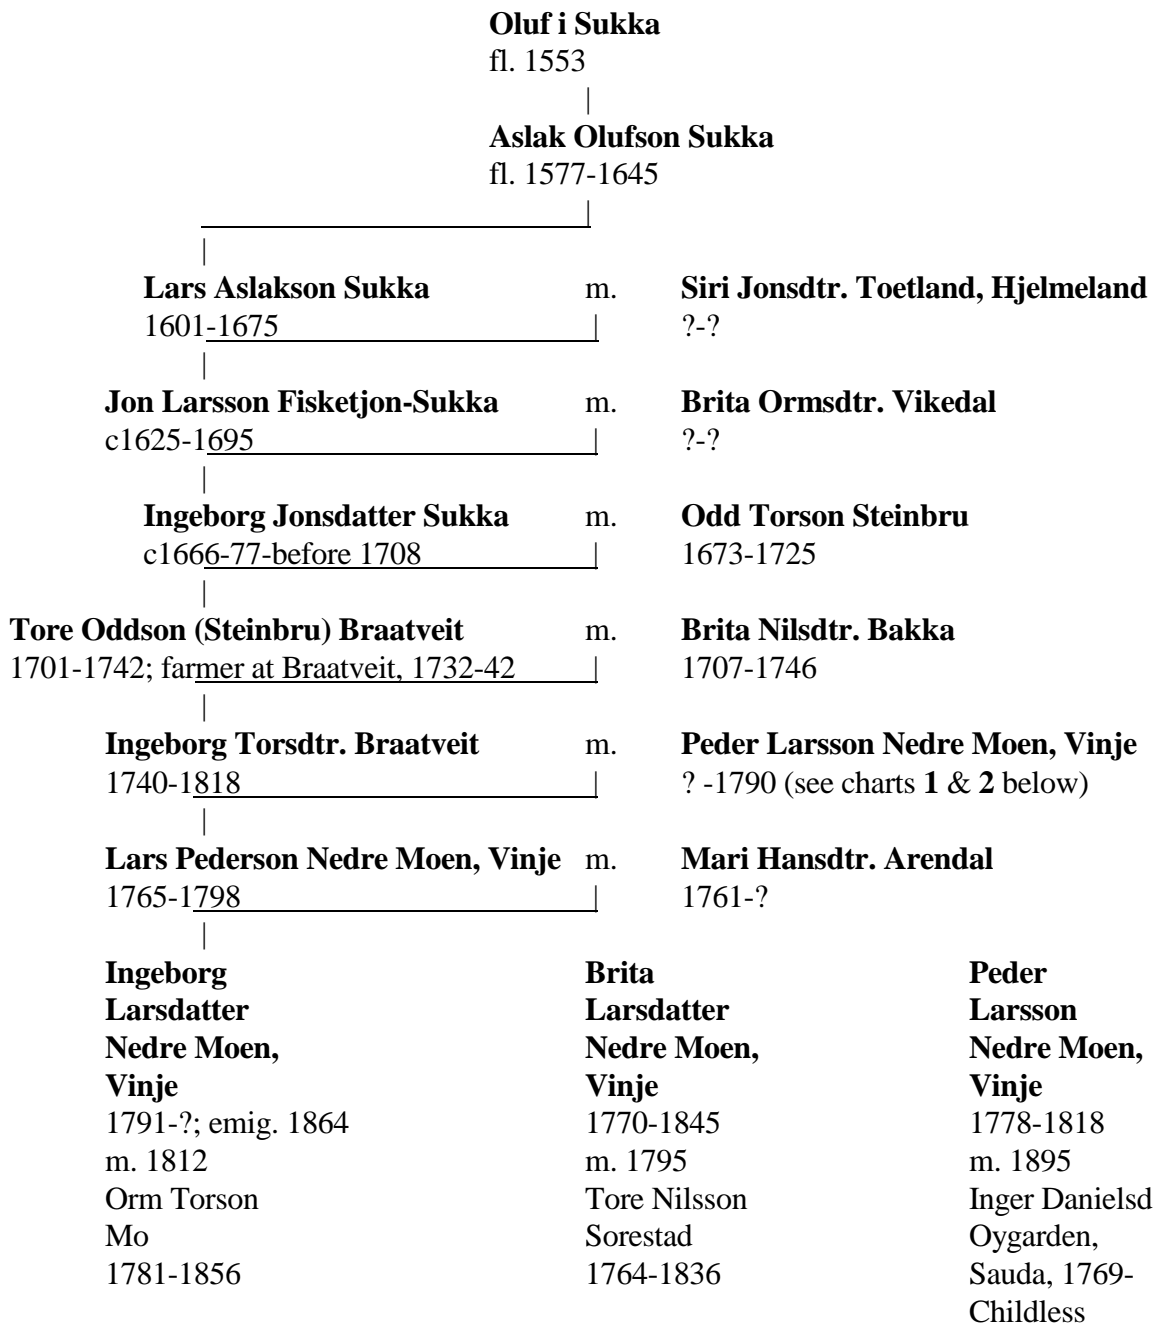 Oluf i Sukka
fl. 1553
Aslak Olufson Sukka
fl. 1577-1645
Lars Aslakson Sukka m. Siri Jonsdtr. Toetland, Hjelmeland
1601-1675 ?-?
Jon Larsson Fisketjon-Sukka m. Brita Ormsdtr. Vikedal
c1625-1695 ?-?
Ingeborg Jonsdatter Sukka m. Odd Torson Steinbru
c1666-77-before 1708 1673-1725
Tore Oddson (Steinbru) Braatveit m. Brita Nilsdtr. Bakka
1701-1742; farmer at Braatveit, 1732-42 1707-1746
Ingeborg Torsdtr. Braatveit m. Peder Larsson Nedre Moen, Vinje
1740-1818 ? -1790 (see charts 1 & 2 below)
Lars Pederson Nedre Moen, Vinje m. Mari Hansdtr. Arendal
1765-1798 1761-?
Ingeborg
Larsdatter
Nedre Moen,
Vinje
1791-?; emig. 1864
m. 1812
Orm Torson
Mo
1781-1856
Brita
Larsdatter
Nedre Moen,
Vinje
1770-1845
m. 1795
Tore Nilsson
Sorestad
1764-1836
Peder
Larsson
Nedre Moen,
Vinje
1778-1818
m. 1895
Inger Danielsd
Oygarden,
Sauda, 1769-
Childless